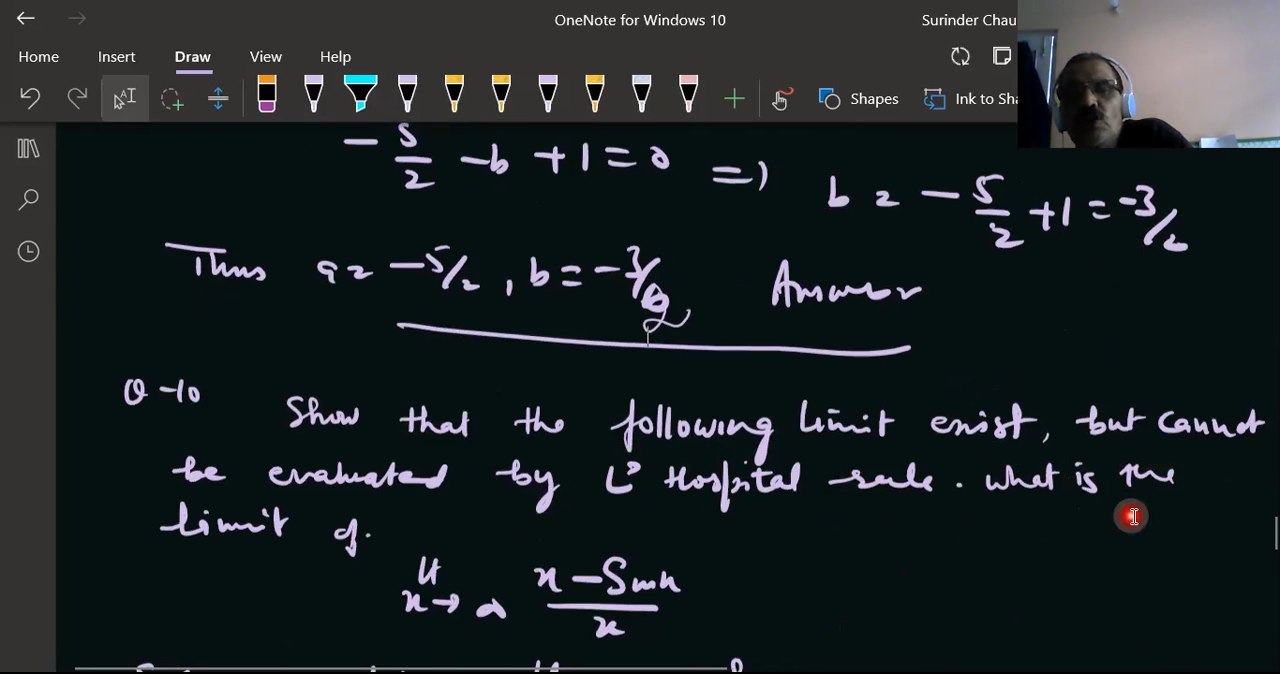 OneNote for Windows 10
Surinder Chau
Home Insert Draw View Help
Shapes Ink to Sha
- 5/2 - b + 1 = 0 => b = - 5/2 + 1 = -3/2
Thus a = -5/2, b = -3/2 Answer
Q-10 Show that the following limit exist, but cannot
be evaluated by L' Hospital rule. what is the
limit of.
lt x→∞ (x - Sinx)/x